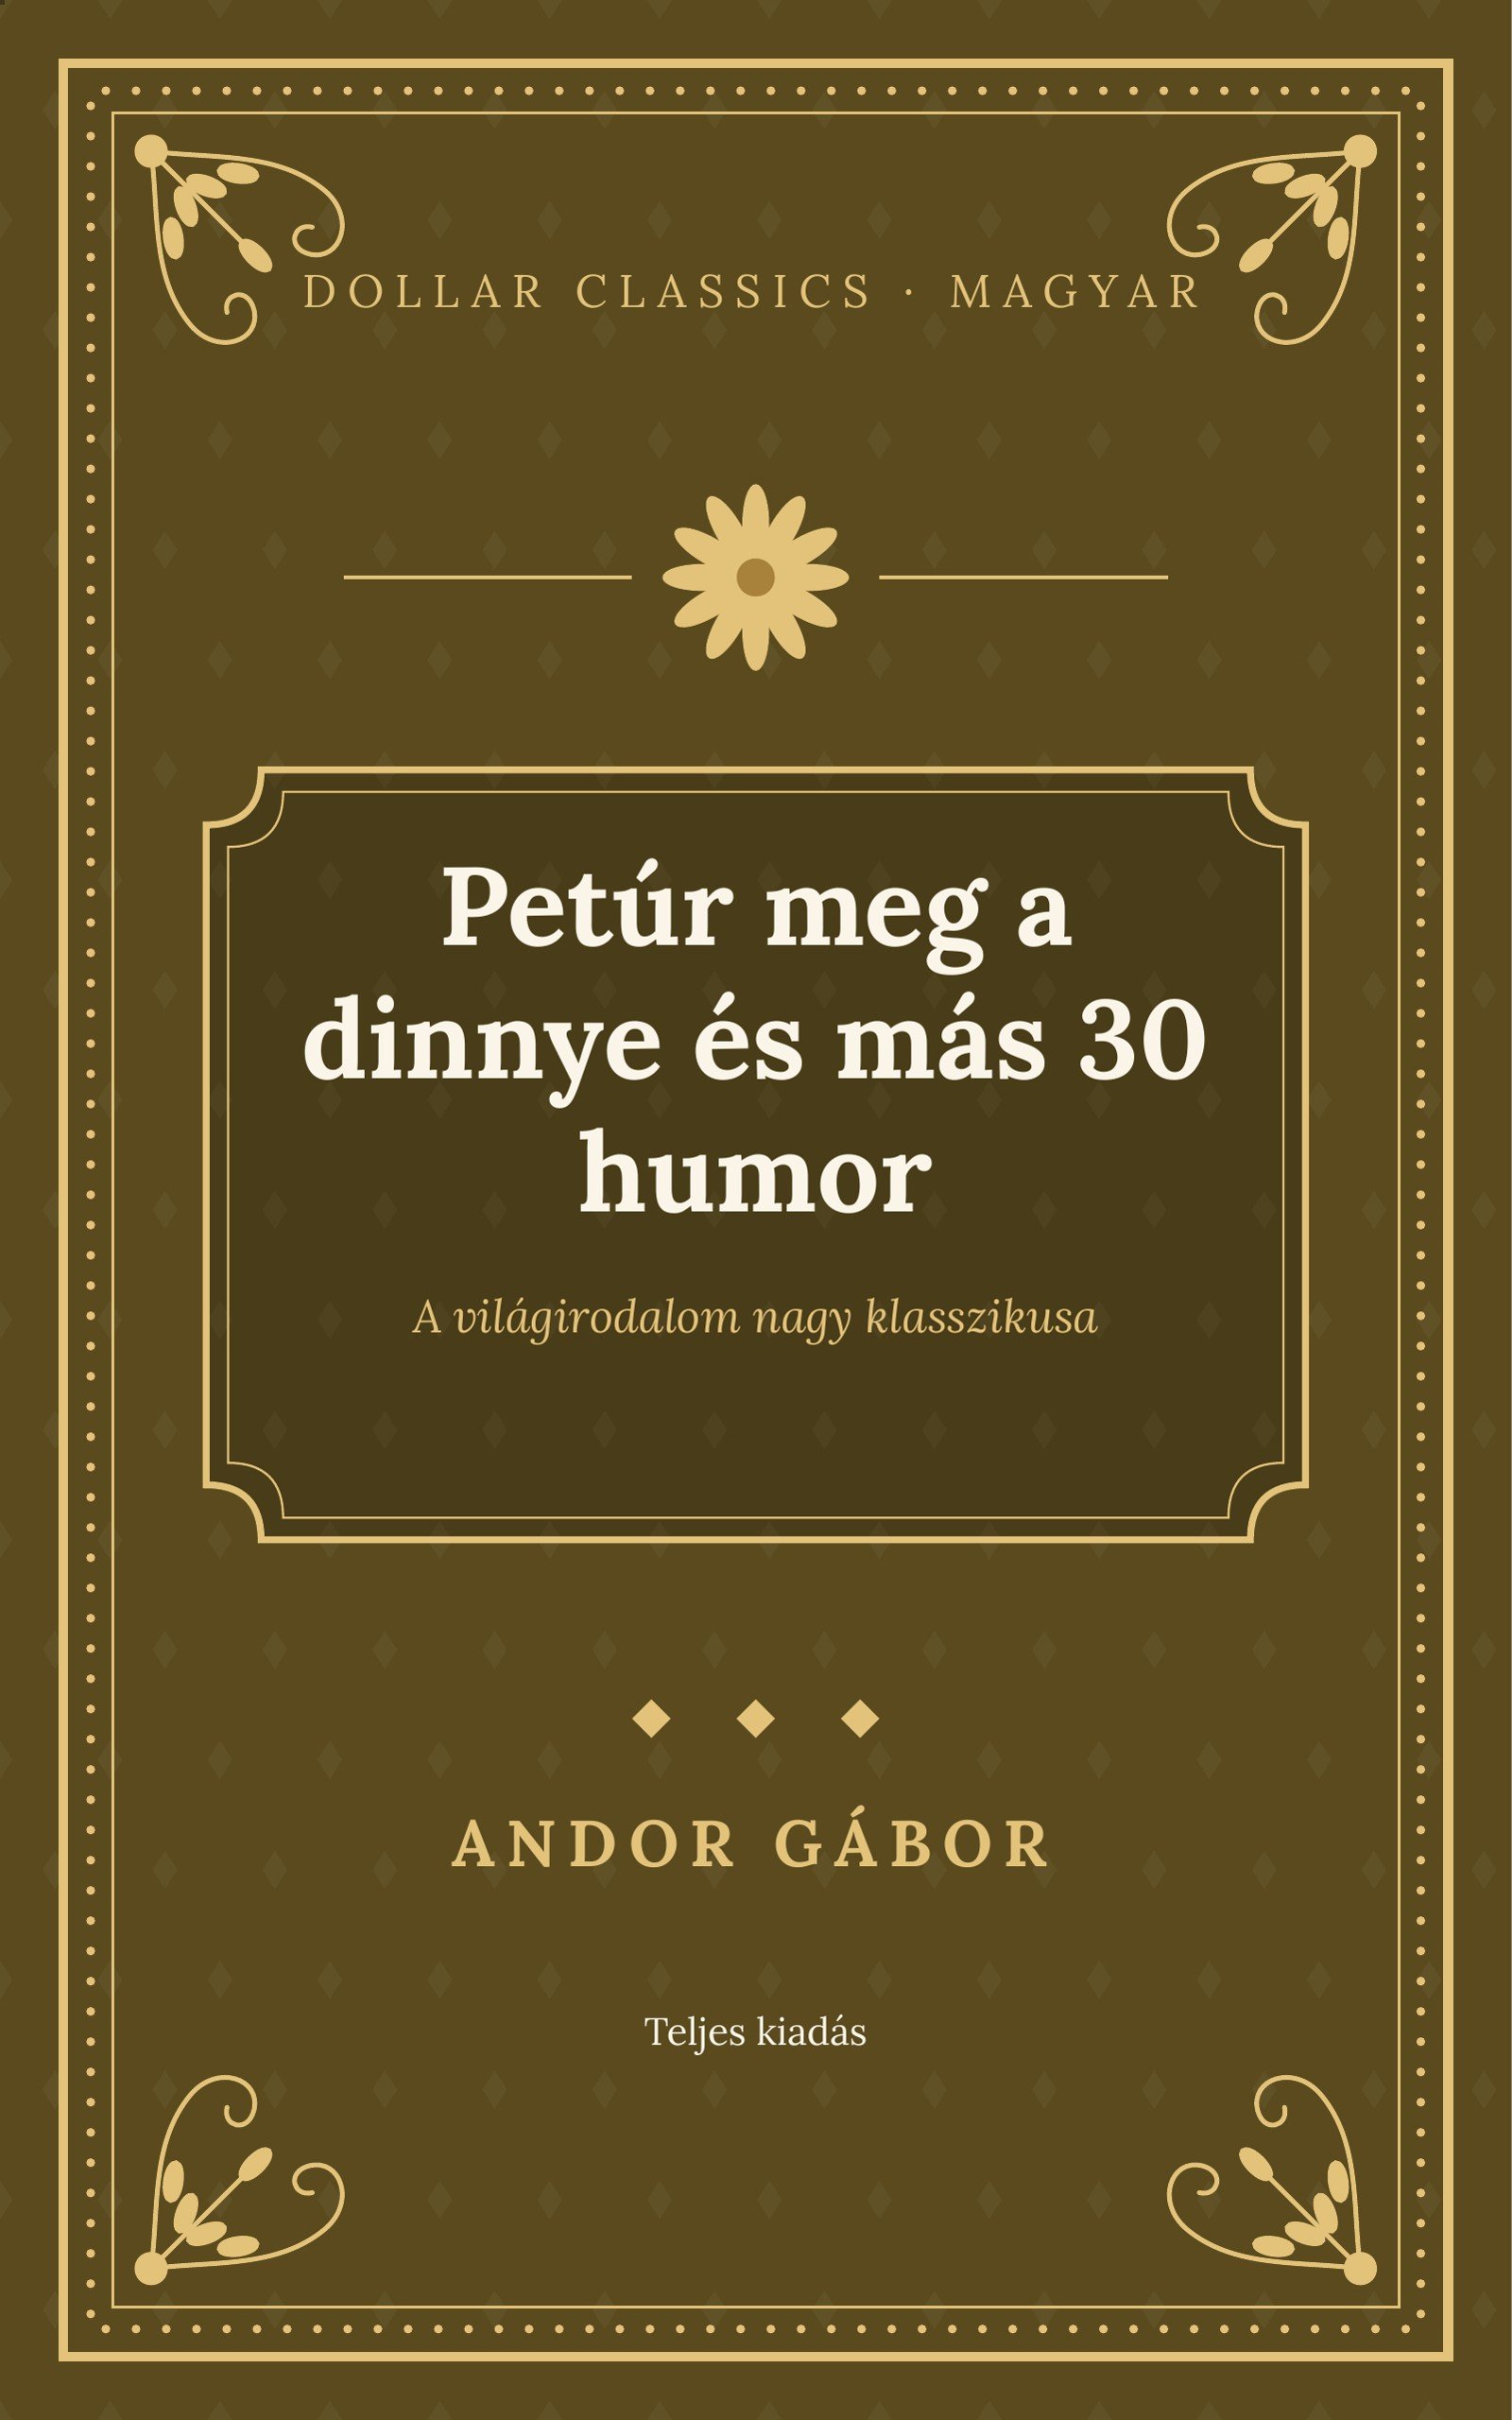 DOLLAR CLASSICS · MAGYAR
Petúr meg a
dinnye és más 30
humor
A világirodalom nagy klasszikusa
ANDOR GÁBOR
Teljes kiadás